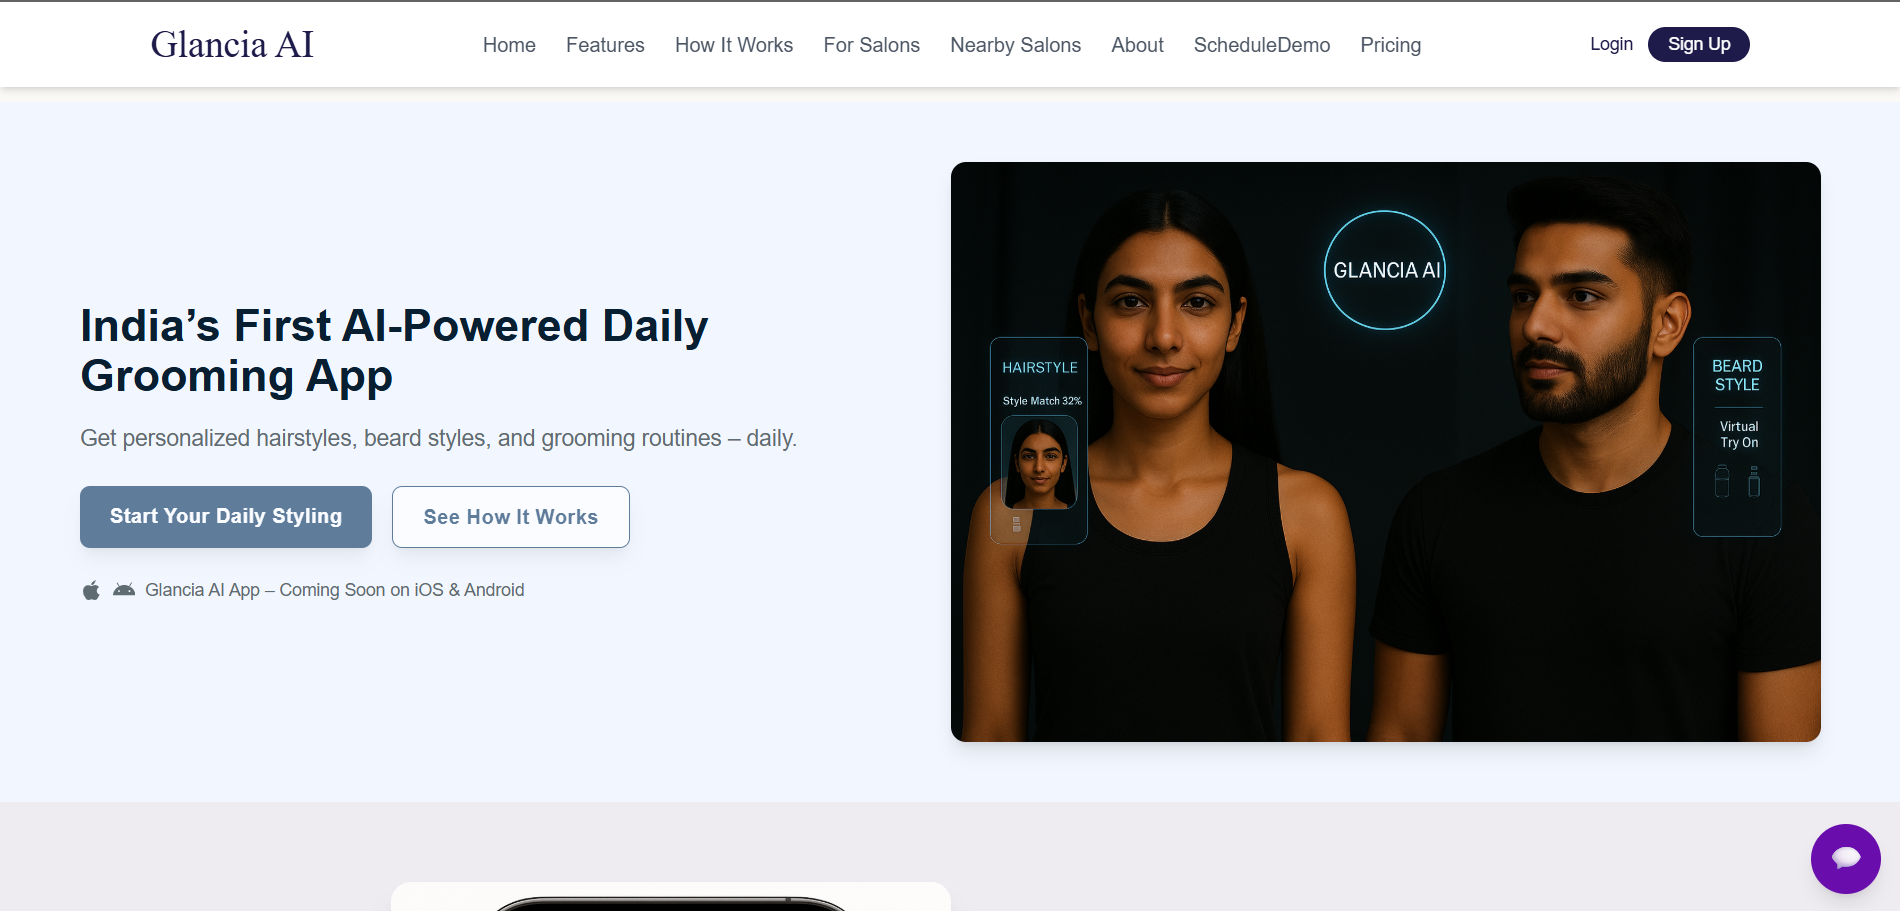 Glancia AI
Home
Features
How It Works
For Salons
Nearby Salons
About
ScheduleDemo
Pricing
Login
Sign Up
India’s First AI-Powered Daily
Grooming App
Get personalized hairstyles, beard styles, and grooming routines – daily.
Start Your Daily Styling
See How It Works
Glancia AI App – Coming Soon on iOS & Android
GLANCIA AI
HAIRSTYLE
Style Match 32%
BEARD
STYLE
Virtual
Try On